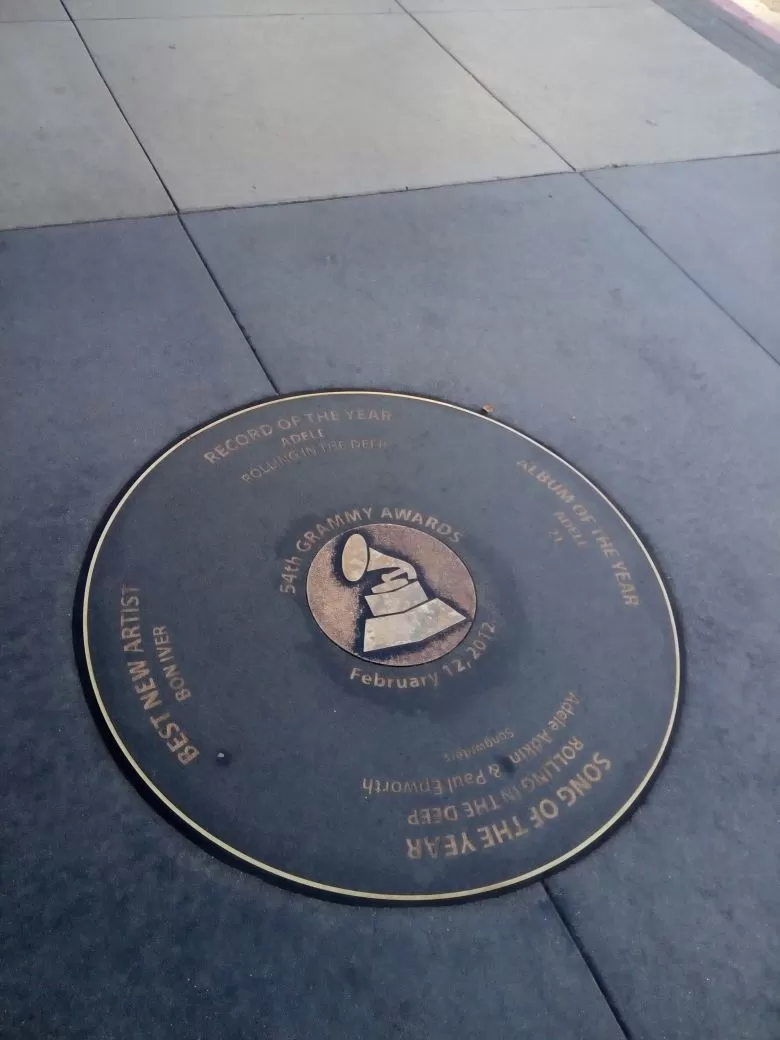 RECORD OF THE YEAR
ADELE
ROLLING IN THE DEEP
ALBUM OF THE YEAR
ADELE
21
54th GRAMMY AWARDS
February 12, 2012
BEST NEW ARTIST
BON IVER
SONG OF THE YEAR
ROLLING IN THE DEEP
Adele Adkin & Paul Epworth
Songwriters